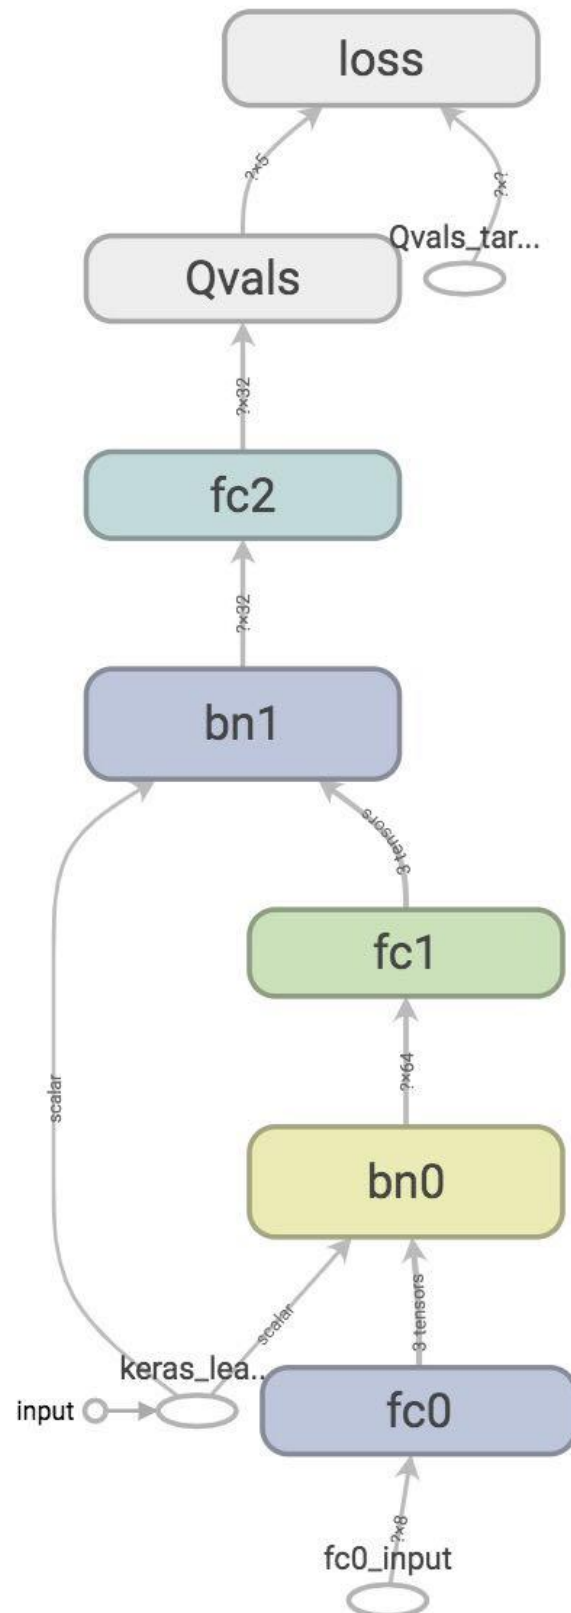 loss
?×5
?×?
Qvals_tar...
Qvals
?×32
fc2
?×32
bn1
3 tensors
fc1
scalar
?×64
bn0
3 tensors
scalar
keras_lea..
input
fc0
?×8
fc0_input